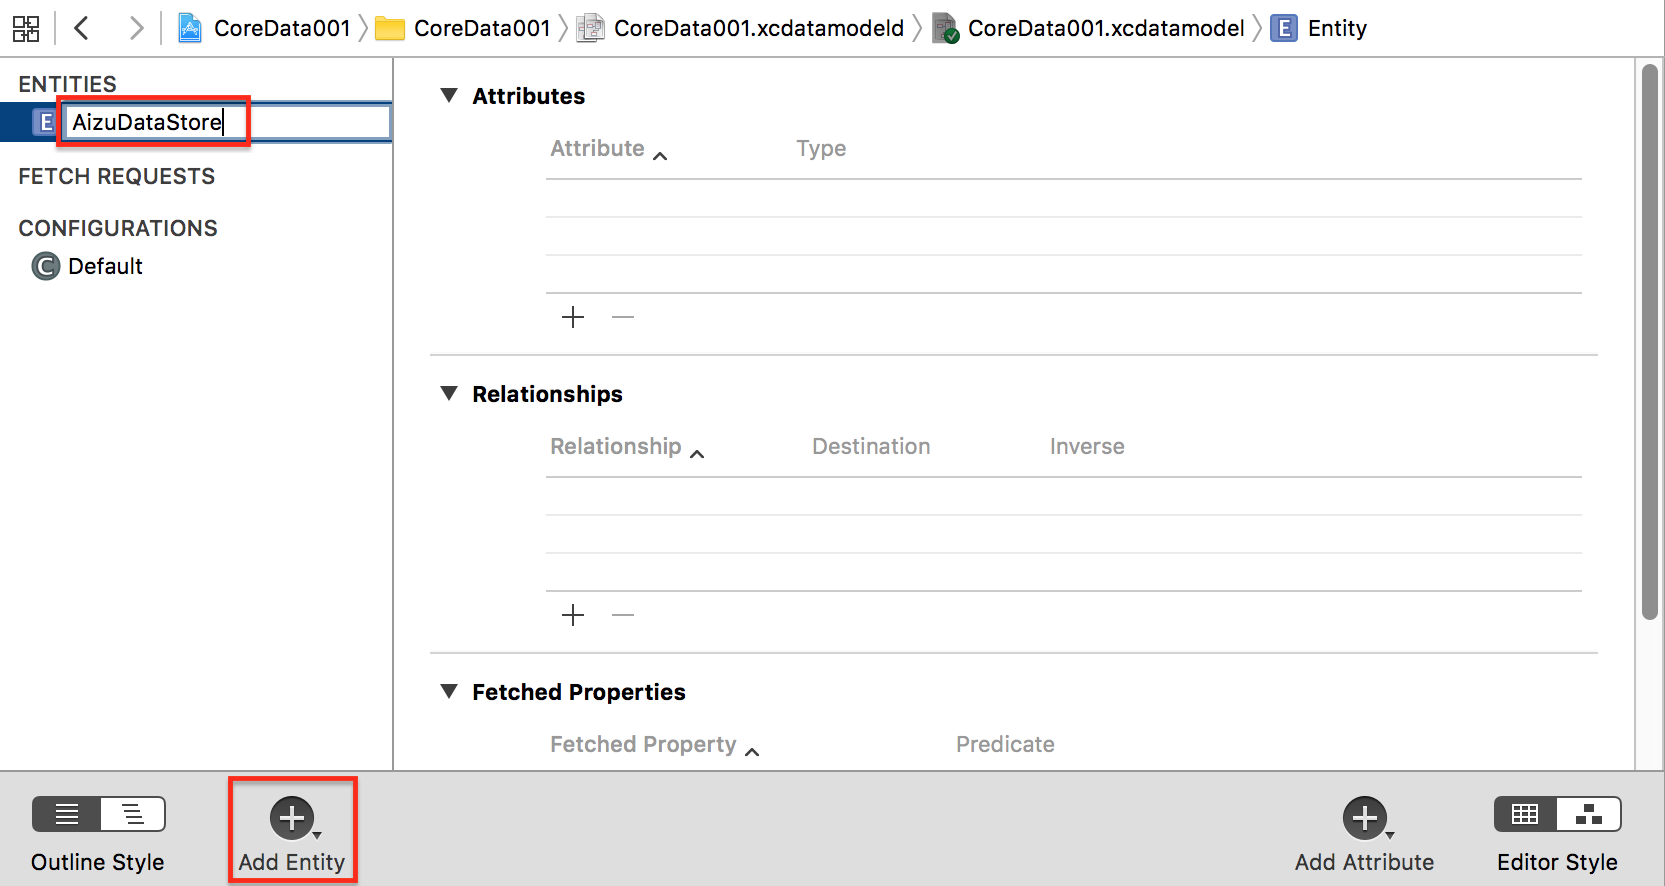 CoreData001 CoreData001 CoreData001.xcdatamodeld CoreData001.xcdatamodel E Entity
ENTITIES
E AizuDataStore
FETCH REQUESTS
CONFIGURATIONS
C Default
Attributes
Attribute Type
Relationships
Relationship Destination Inverse
Fetched Properties
Fetched Property Predicate
Outline Style Add Entity Add Attribute Editor Style